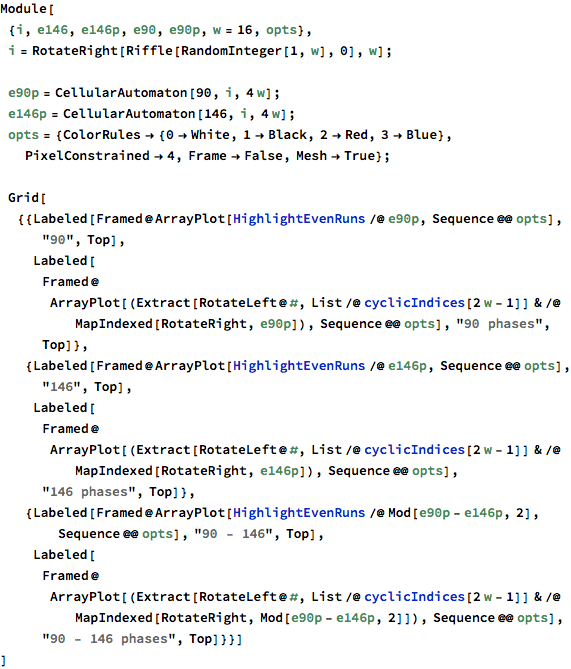 Module[
{i, e146, e146p, e90, e90p, w = 16, opts},
i = RotateRight[Riffle[RandomInteger[1, w], 0], w];
e90p = CellularAutomaton[90, i, 4 w];
e146p = CellularAutomaton[146, i, 4 w];
opts = {ColorRules → {0 → White, 1 → Black, 2 → Red, 3 → Blue},
PixelConstrained → 4, Frame → False, Mesh → True};
Grid[
{{Labeled[Framed@ArrayPlot[HighlightEvenRuns /@ e90p, Sequence @@ opts],
"90", Top],
Labeled[
Framed@
ArrayPlot[(Extract[RotateLeft@#, List /@ cyclicIndices[2 w - 1]] & /@
MapIndexed[RotateRight, e90p]), Sequence @@ opts], "90 phases",
Top]},
{Labeled[Framed@ArrayPlot[HighlightEvenRuns /@ e146p, Sequence @@ opts],
"146", Top],
Labeled[
Framed@
ArrayPlot[(Extract[RotateLeft@#, List /@ cyclicIndices[2 w - 1]] & /@
MapIndexed[RotateRight, e146p]), Sequence @@ opts],
"146 phases", Top]},
{Labeled[Framed@ArrayPlot[HighlightEvenRuns /@ Mod[e90p - e146p, 2],
Sequence @@ opts], "90 - 146", Top],
Labeled[
Framed@
ArrayPlot[(Extract[RotateLeft@#, List /@ cyclicIndices[2 w - 1]] & /@
MapIndexed[RotateRight, Mod[e90p - e146p, 2]]), Sequence @@ opts],
"90 - 146 phases", Top]}}]
]